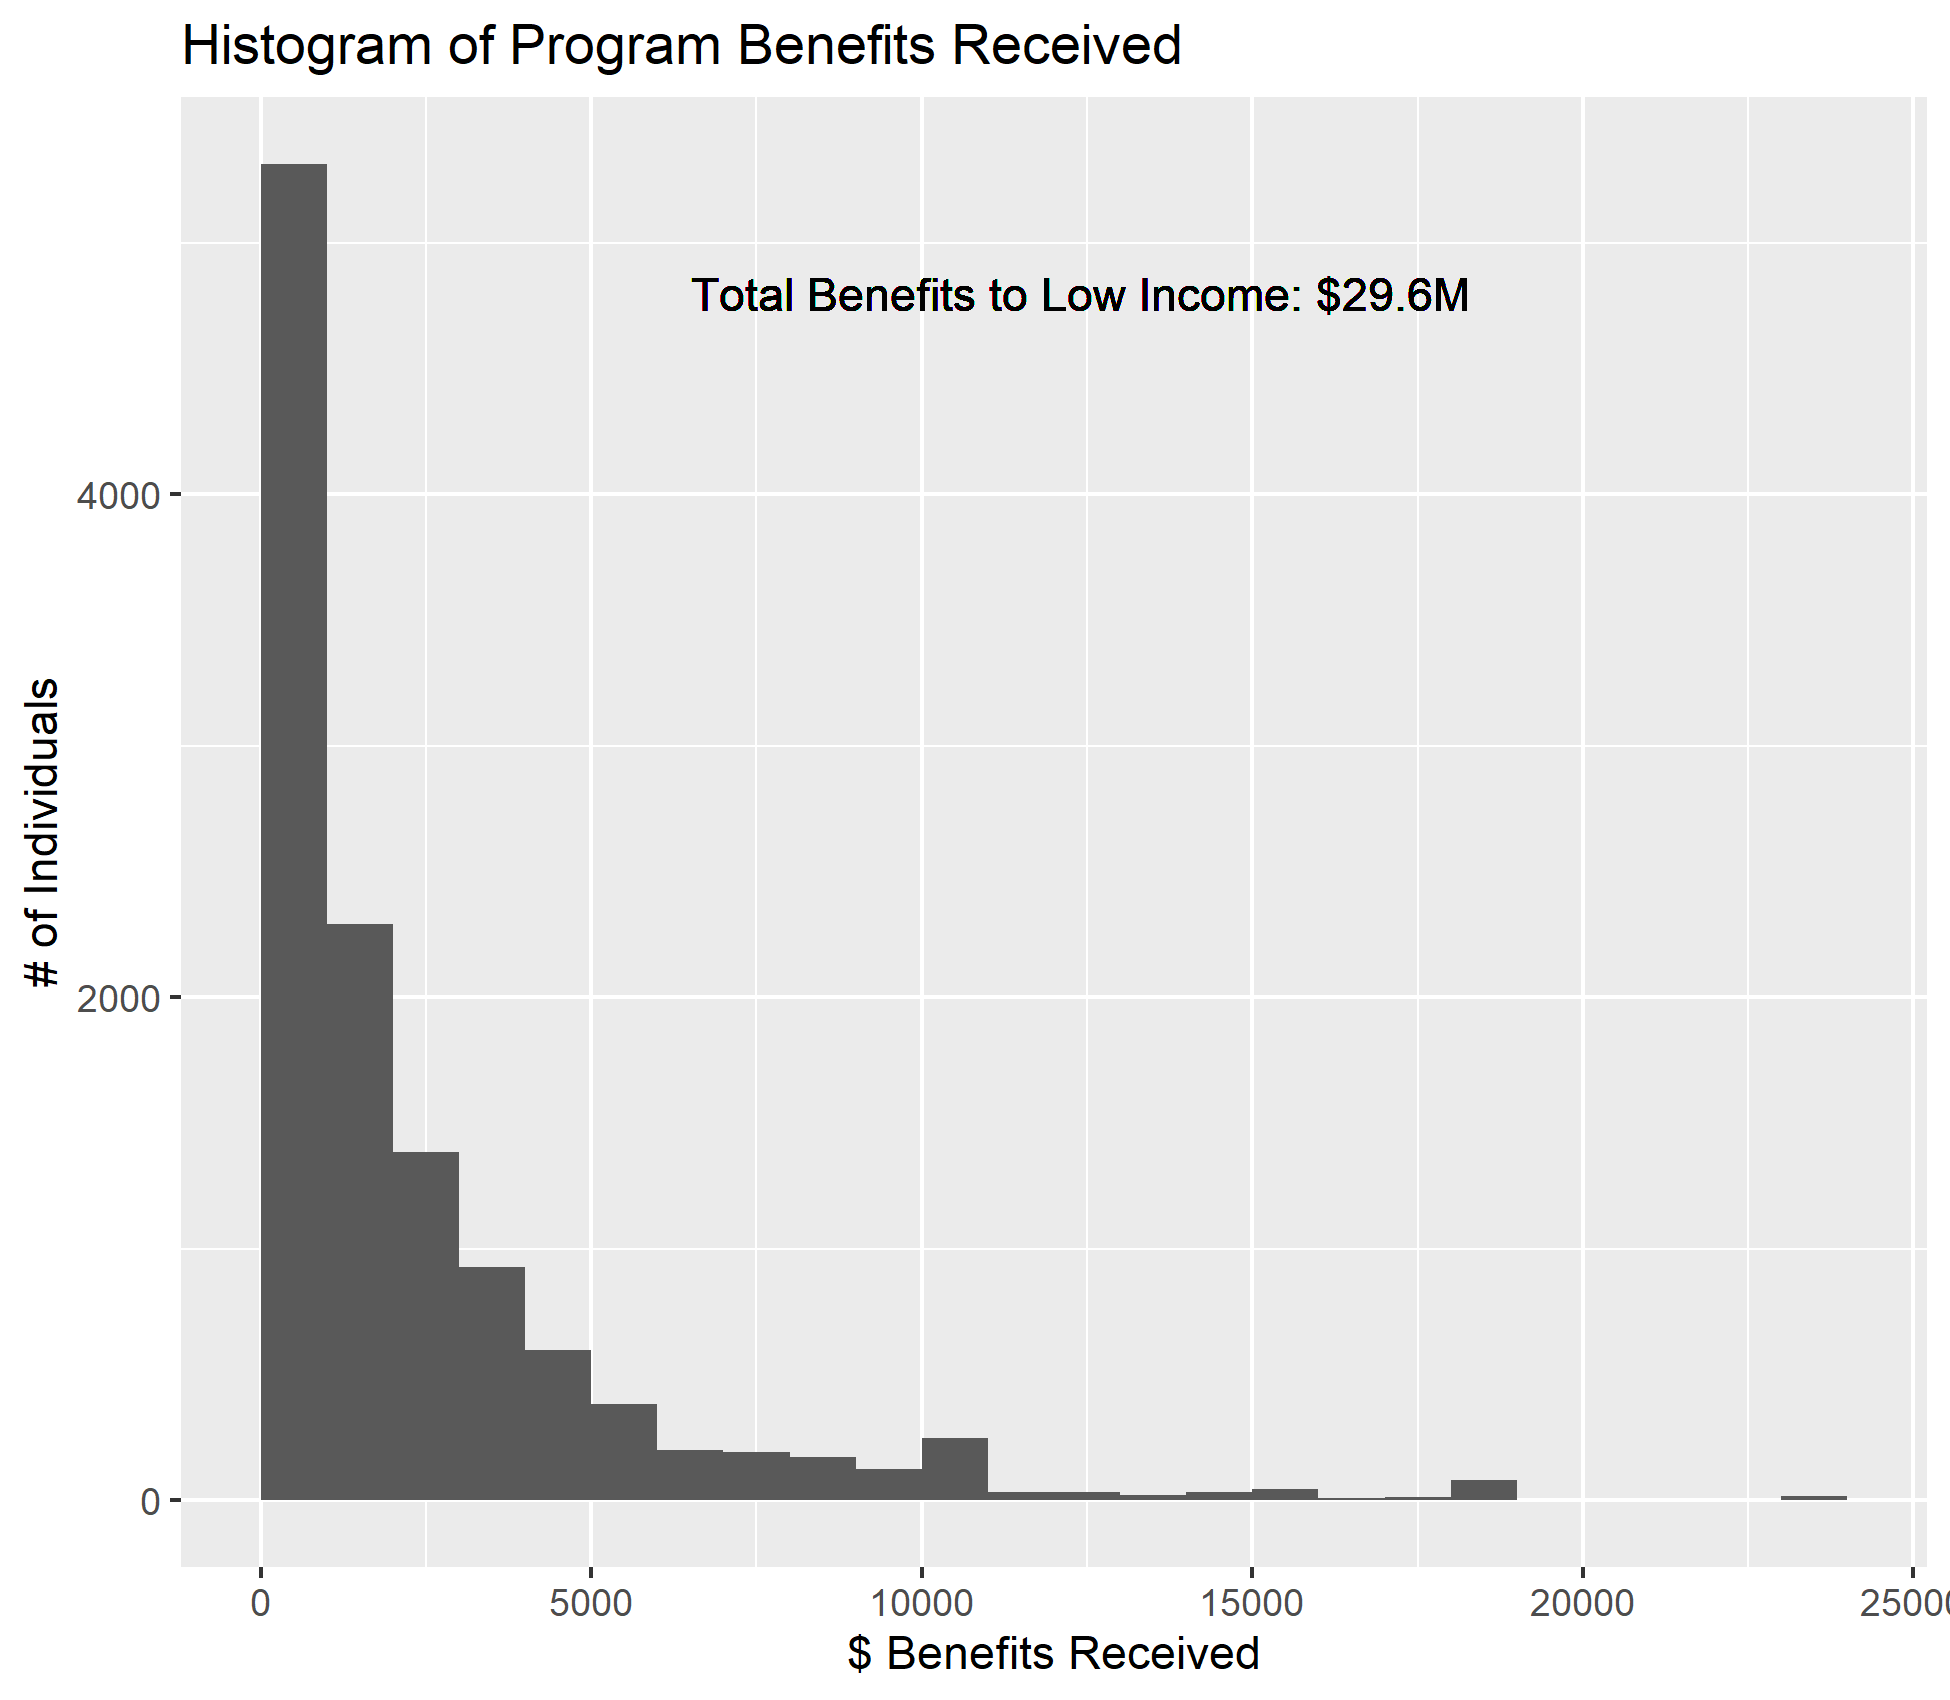 Histogram of Program Benefits Received
Total Benefits to Low Income: $29.6M
# of Individuals
4000
2000
0
0 5000 10000 15000 20000 2500
$ Benefits Received